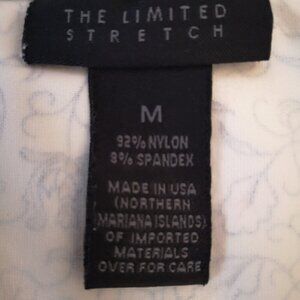 THE LIMITED
STRETCH
M
92% NYLON
8% SPANDEX
MADE IN USA
(NORTHERN
MARIANA ISLANDS)
OF IMPORTED
MATERIALS
OVER FOR CARE